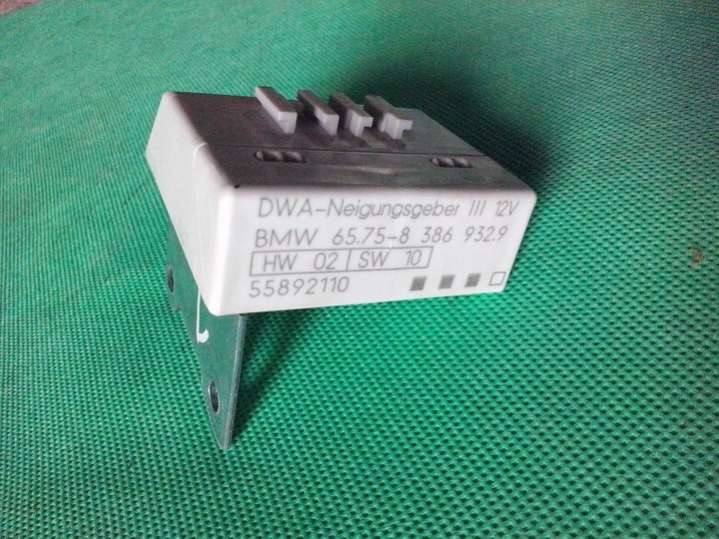 DWA-Neigungsgeber III 12V
BMW 65.75-8 386 932.9
HW 02 SW 10
55892110